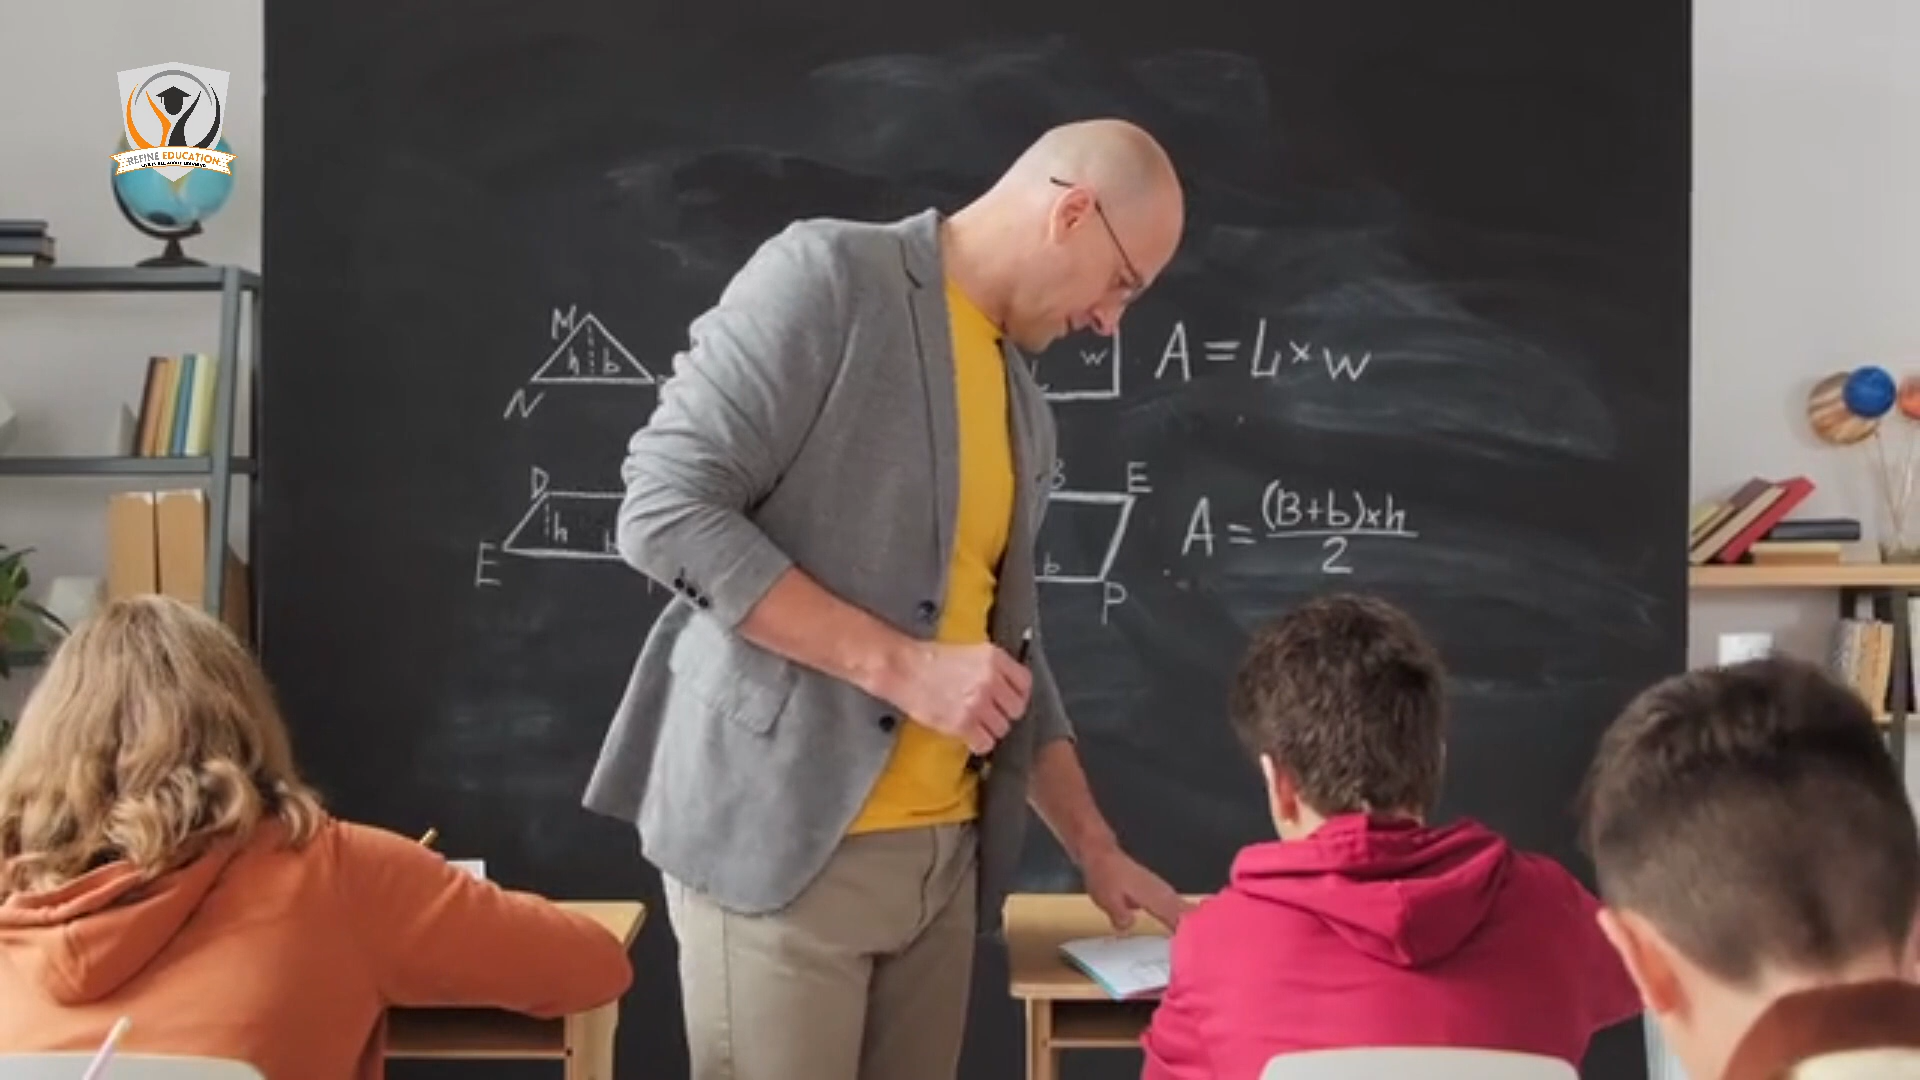 REFINE EDUCATION
M
h b
N
L w
A = L × w
D
h b
E
B E
b
P
A = (B+b)×h
2